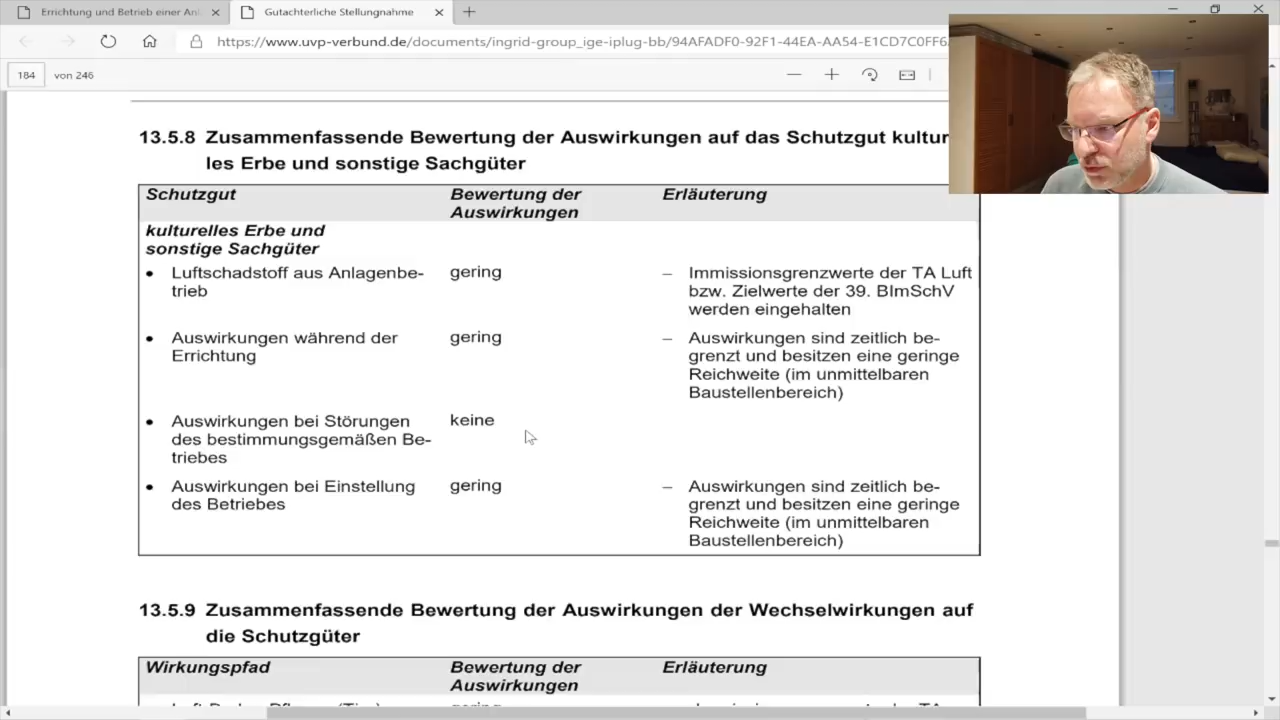 Errichtung und Betrieb einer Anl
Gutachterliche Stellungnahme
https://www.uvp-verbund.de/documents/ingrid-group_ige-iplug-bb/94AFADF0-92F1-44EA-AA54-E1CD7C0FF6
184 von 246
13.5.8 Zusammenfassende Bewertung der Auswirkungen auf das Schutzgut kultur
les Erbe und sonstige Sachgüter
Schutzgut Bewertung der Auswirkungen Erläuterung
kulturelles Erbe und
sonstige Sachgüter
• Luftschadstoff aus Anlagenbe-
trieb
gering
– Immissionsgrenzwerte der TA Luft
bzw. Zielwerte der 39. BImSchV
werden eingehalten
• Auswirkungen während der
Errichtung
gering
– Auswirkungen sind zeitlich be-
grenzt und besitzen eine geringe
Reichweite (im unmittelbaren
Baustellenbereich)
• Auswirkungen bei Störungen
des bestimmungsgemäßen Be-
triebes
keine
• Auswirkungen bei Einstellung
des Betriebes
gering
– Auswirkungen sind zeitlich be-
grenzt und besitzen eine geringe
Reichweite (im unmittelbaren
Baustellenbereich)
13.5.9 Zusammenfassende Bewertung der Auswirkungen der Wechselwirkungen auf
die Schutzgüter
Wirkungspfad Bewertung der Auswirkungen Erläuterung